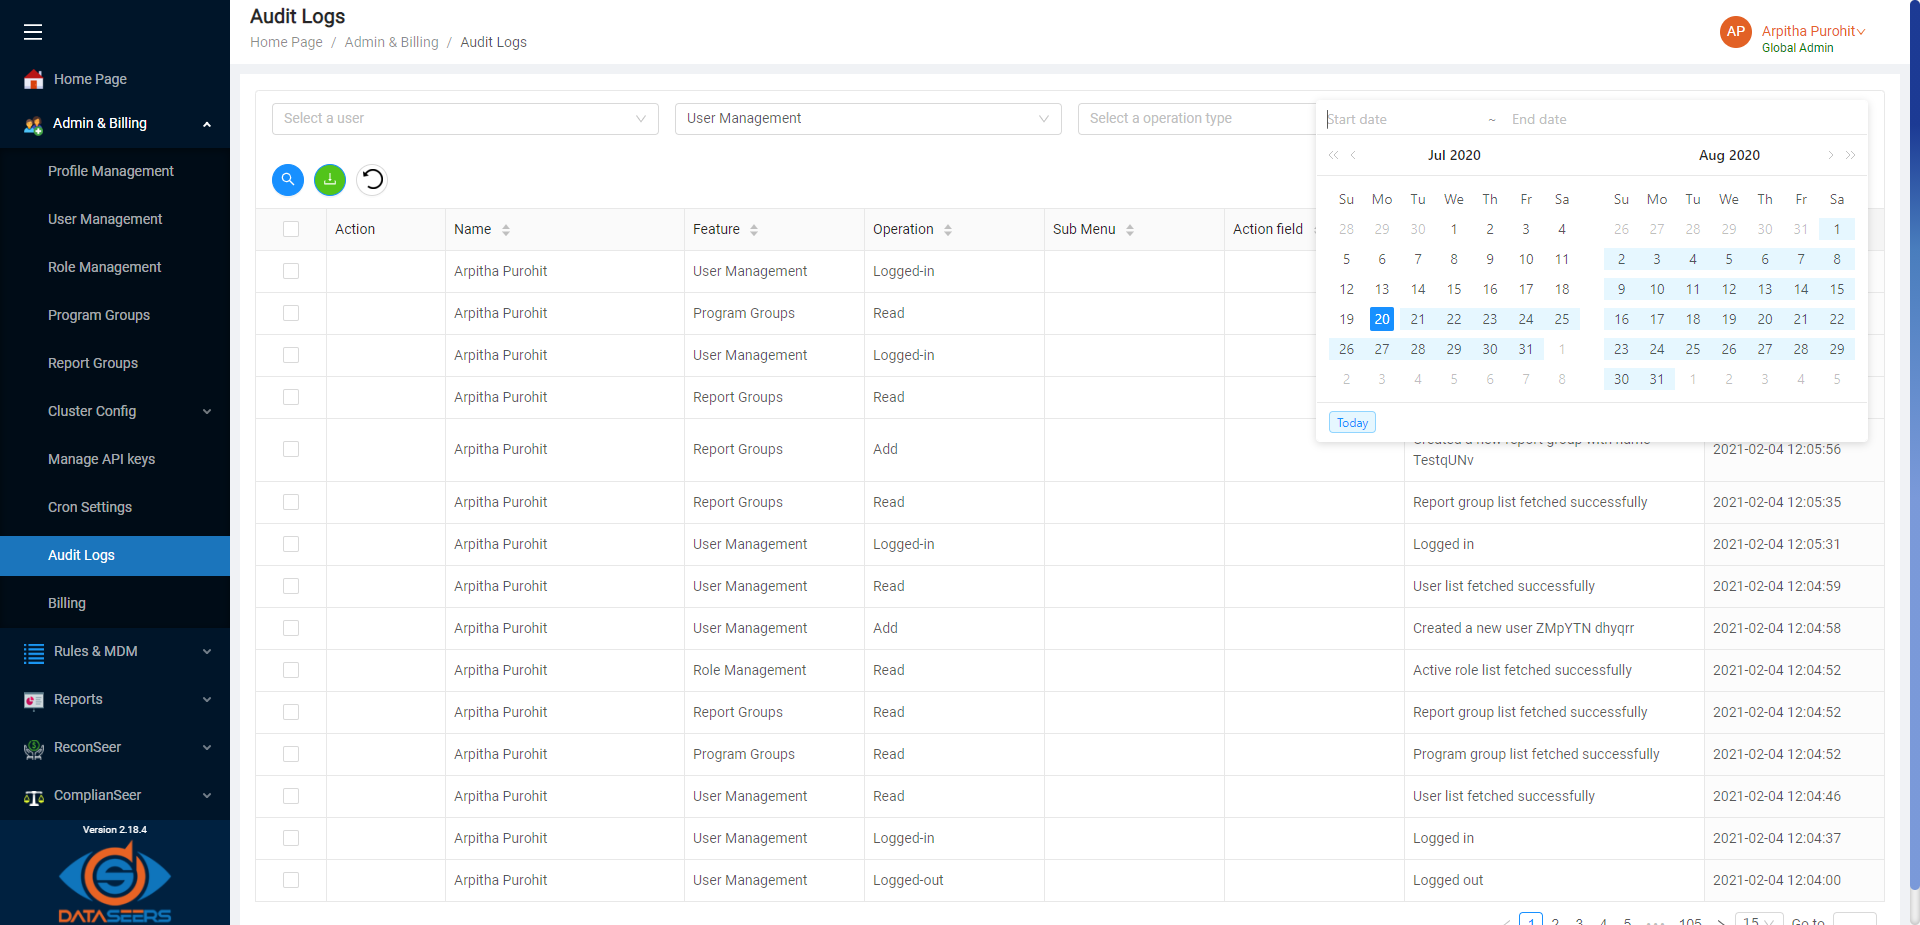 Audit Logs
Home Page / Admin & Billing / Audit Logs
AP
Arpitha Purohit
Global Admin
Home Page
Admin & Billing
Profile Management
User Management
Role Management
Program Groups
Report Groups
Cluster Config
Manage API keys
Cron Settings
Audit Logs
Billing
Rules & MDM
Reports
ReconSeer
ComplianSeer
Version 2.18.4
DATASEERS
Select a user
User Management
Select a operation type
Start date ~ End date
Jul 2020
Su Mo Tu We Th Fr Sa
28 29 30 1 2 3 4
5 6 7 8 9 10 11
12 13 14 15 16 17 18
19 20 21 22 23 24 25
26 27 28 29 30 31 1
2 3 4 5 6 7 8
Aug 2020
Su Mo Tu We Th Fr Sa
26 27 28 29 30 31 1
2 3 4 5 6 7 8
9 10 11 12 13 14 15
16 17 18 19 20 21 22
23 24 25 26 27 28 29
30 31 1 2 3 4 5
Today
Action Name Feature Operation Sub Menu Action field
Arpitha Purohit User Management Logged-in
Arpitha Purohit Program Groups Read
Arpitha Purohit User Management Logged-in
Arpitha Purohit Report Groups Read
Arpitha Purohit Report Groups Add Created a new report group with name TestqUNv 2021-02-04 12:05:56
Arpitha Purohit Report Groups Read Report group list fetched successfully 2021-02-04 12:05:35
Arpitha Purohit User Management Logged-in Logged in 2021-02-04 12:05:31
Arpitha Purohit User Management Read User list fetched successfully 2021-02-04 12:04:59
Arpitha Purohit User Management Add Created a new user ZMpYTN dhyqrr 2021-02-04 12:04:58
Arpitha Purohit Role Management Read Active role list fetched successfully 2021-02-04 12:04:52
Arpitha Purohit Report Groups Read Report group list fetched successfully 2021-02-04 12:04:52
Arpitha Purohit Program Groups Read Program group list fetched successfully 2021-02-04 12:04:52
Arpitha Purohit User Management Read User list fetched successfully 2021-02-04 12:04:46
Arpitha Purohit User Management Logged-in Logged in 2021-02-04 12:04:37
Arpitha Purohit User Management Logged-out Logged out 2021-02-04 12:04:00
1 2 3 4 5 ••• 105 15 Go to